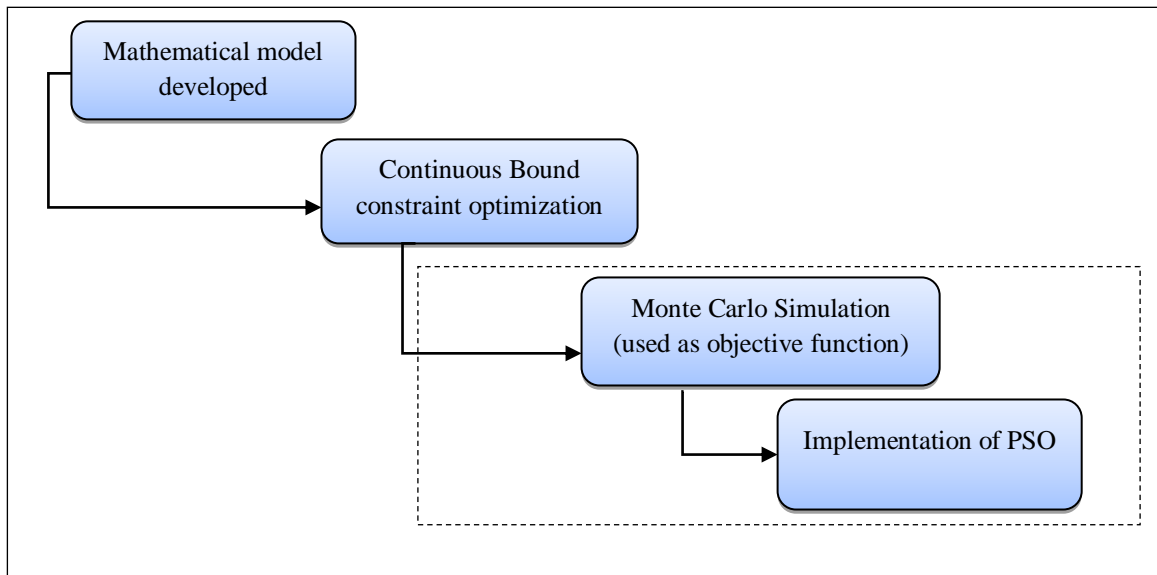 Mathematical model
developed
Continuous Bound
constraint optimization
Monte Carlo Simulation
(used as objective function)
Implementation of PSO